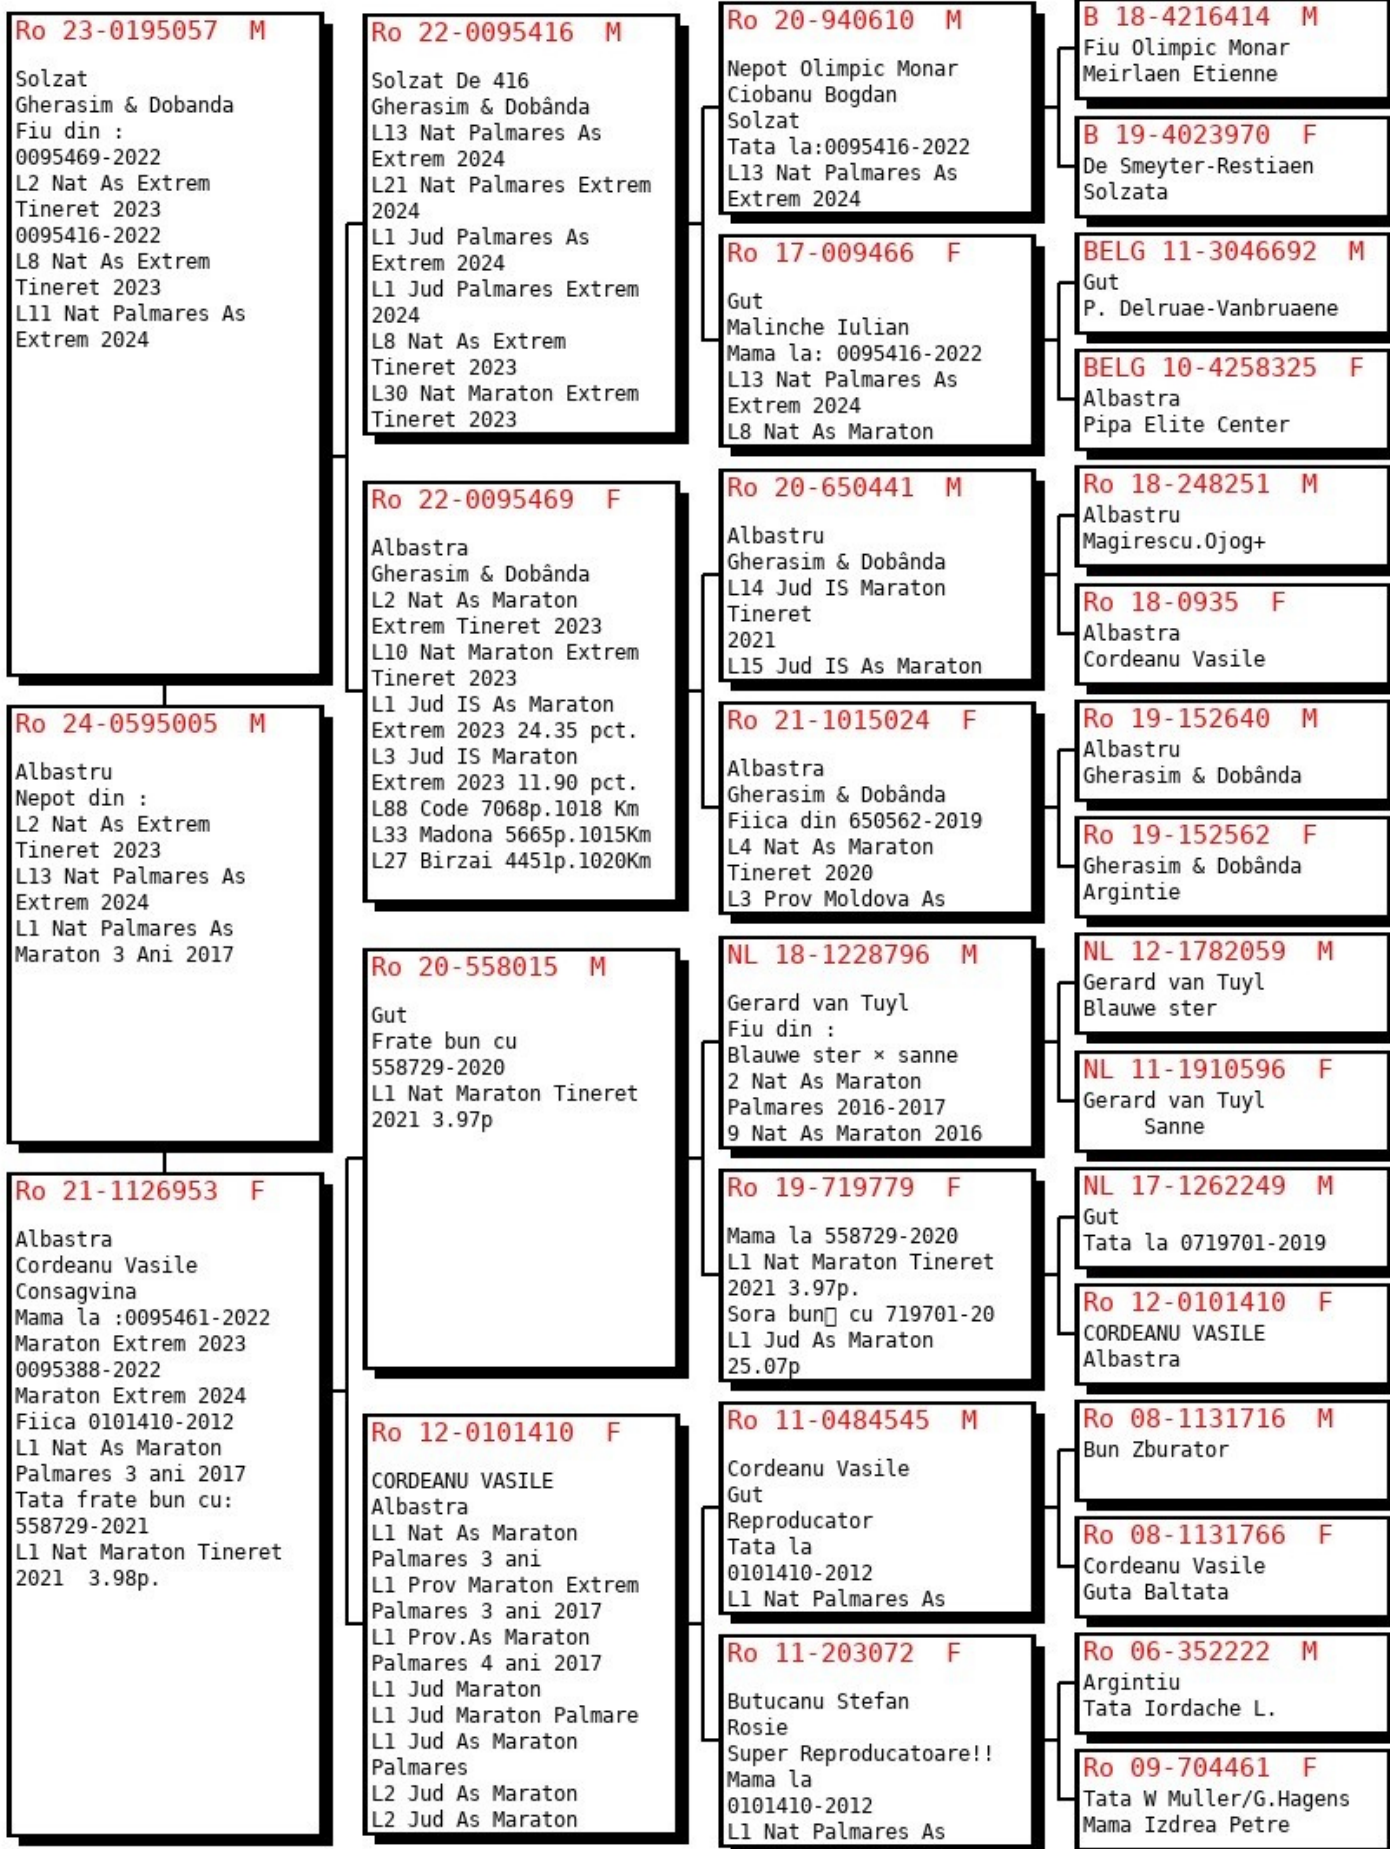 Ro 23-0195057  M
Solzat
Gherasim & Dobanda
Fiu din :
0095469-2022
L2 Nat As Extrem
Tineret 2023
0095416-2022
L8 Nat As Extrem
Tineret 2023
L11 Nat Palmares As
Extrem 2024
Ro 24-0595005  M
Albastru
Nepot din :
L2 Nat As Extrem
Tineret 2023
L13 Nat Palmares As
Extrem 2024
L1 Nat Palmares As
Maraton 3 Ani 2017
Ro 21-1126953  F
Albastra
Cordeanu Vasile
Consagvina
Mama la :0095461-2022
Maraton Extrem 2023
0095388-2022
Maraton Extrem 2024
Fiica 0101410-2012
L1 Nat As Maraton
Palmares 3 ani 2017
Tata frate bun cu:
558729-2021
L1 Nat Maraton Tineret
2021  3.98p.
Ro 22-0095416  M
Solzat De 416
Gherasim & Dobânda
L13 Nat Palmares As
Extrem 2024
L21 Nat Palmares Extrem
2024
L1 Jud Palmares As
Extrem 2024
L1 Jud Palmares Extrem
2024
L8 Nat As Extrem
Tineret 2023
L30 Nat Maraton Extrem
Tineret 2023
Ro 22-0095469  F
Albastra
Gherasim & Dobânda
L2 Nat As Maraton
Extrem Tineret 2023
L10 Nat Maraton Extrem
Tineret 2023
L1 Jud IS As Maraton
Extrem 2023 24.35 pct.
L3 Jud IS Maraton
Extrem 2023 11.90 pct.
L88 Code 7068p.1018 Km
L33 Madona 5665p.1015Km
L27 Birzai 4451p.1020Km
Ro 20-558015  M
Gut
Frate bun cu
558729-2020
L1 Nat Maraton Tineret
2021 3.97p
Ro 12-0101410  F
CORDEANU VASILE
Albastra
L1 Nat As Maraton
Palmares 3 ani
L1 Prov Maraton Extrem
Palmares 3 ani 2017
L1 Prov.As Maraton
Palmares 4 ani 2017
L1 Jud Maraton
L1 Jud Maraton Palmare
L1 Jud As Maraton
Palmares
L2 Jud As Maraton
L2 Jud As Maraton
Ro 20-940610  M
Nepot Olimpic Monar
Ciobanu Bogdan
Solzat
Tata la:0095416-2022
L13 Nat Palmares As
Extrem 2024
Ro 17-009466  F
Gut
Malinche Iulian
Mama la: 0095416-2022
L13 Nat Palmares As
Extrem 2024
L8 Nat As Maraton
Ro 20-650441  M
Albastru
Gherasim & Dobânda
L14 Jud IS Maraton
Tineret
2021
L15 Jud IS As Maraton
Ro 21-1015024  F
Albastra
Gherasim & Dobânda
Fiica din 650562-2019
L4 Nat As Maraton
Tineret 2020
L3 Prov Moldova As
NL 18-1228796  M
Gerard van Tuyl
Fiu din :
Blauwe ster × sanne
2 Nat As Maraton
Palmares 2016-2017
9 Nat As Maraton 2016
Ro 19-719779  F
Mama la 558729-2020
L1 Nat Maraton Tineret
2021 3.97p.
Sora bun▯ cu 719701-20
L1 Jud As Maraton
25.07p
Ro 11-0484545  M
Cordeanu Vasile
Gut
Reproducator
Tata la
0101410-2012
L1 Nat Palmares As
Ro 11-203072  F
Butucanu Stefan
Rosie
Super Reproducatoare!!
Mama la
0101410-2012
L1 Nat Palmares As
B 18-4216414  M
Fiu Olimpic Monar
Meirlaen Etienne
B 19-4023970  F
De Smeyter-Restiaen
Solzata
BELG 11-3046692  M
Gut
P. Delruae-Vanbruaene
BELG 10-4258325  F
Albastra
Pipa Elite Center
Ro 18-248251  M
Albastru
Magirescu.Ojog+
Ro 18-0935  F
Albastra
Cordeanu Vasile
Ro 19-152640  M
Albastru
Gherasim & Dobânda
Ro 19-152562  F
Gherasim & Dobânda
Argintie
NL 12-1782059  M
Gerard van Tuyl
Blauwe ster
NL 11-1910596  F
Gerard van Tuyl
Sanne
NL 17-1262249  M
Gut
Tata la 0719701-2019
Ro 12-0101410  F
CORDEANU VASILE
Albastra
Ro 08-1131716  M
Bun Zburator
Ro 08-1131766  F
Cordeanu Vasile
Guta Baltata
Ro 06-352222  M
Argintiu
Tata Iordache L.
Ro 09-704461  F
Tata W Muller/G.Hagens
Mama Izdrea Petre